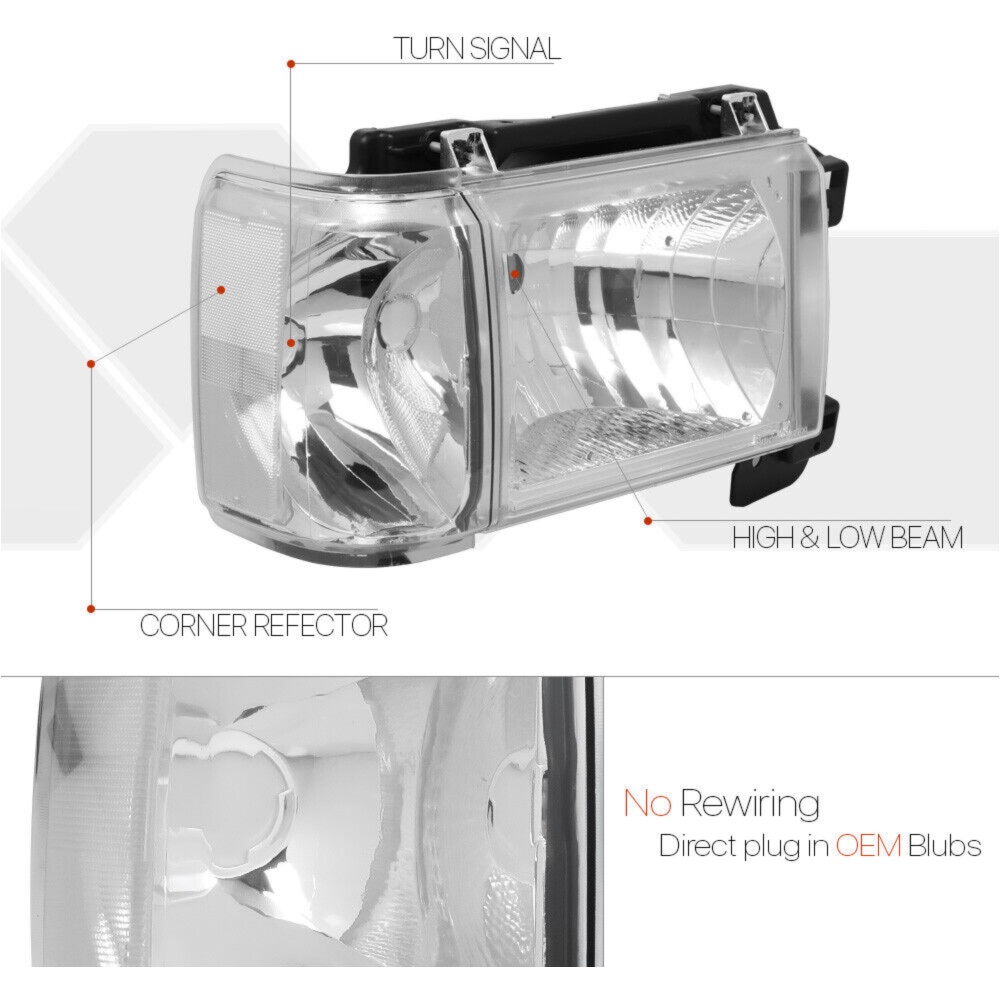 TURN SIGNAL
HIGH & LOW BEAM
CORNER REFECTOR
No Rewiring
Direct plug in OEM Blubs